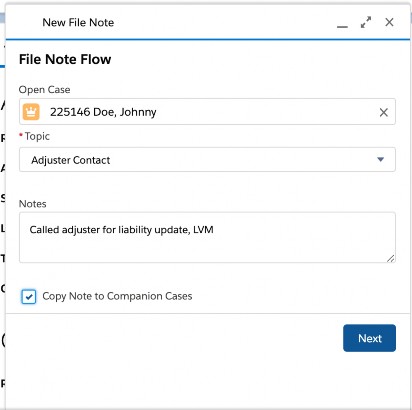 New File Note
File Note Flow
Open Case
225146 Doe, Johnny
* Topic
Adjuster Contact
Notes
Called adjuster for liability update, LVM
Copy Note to Companion Cases
Next